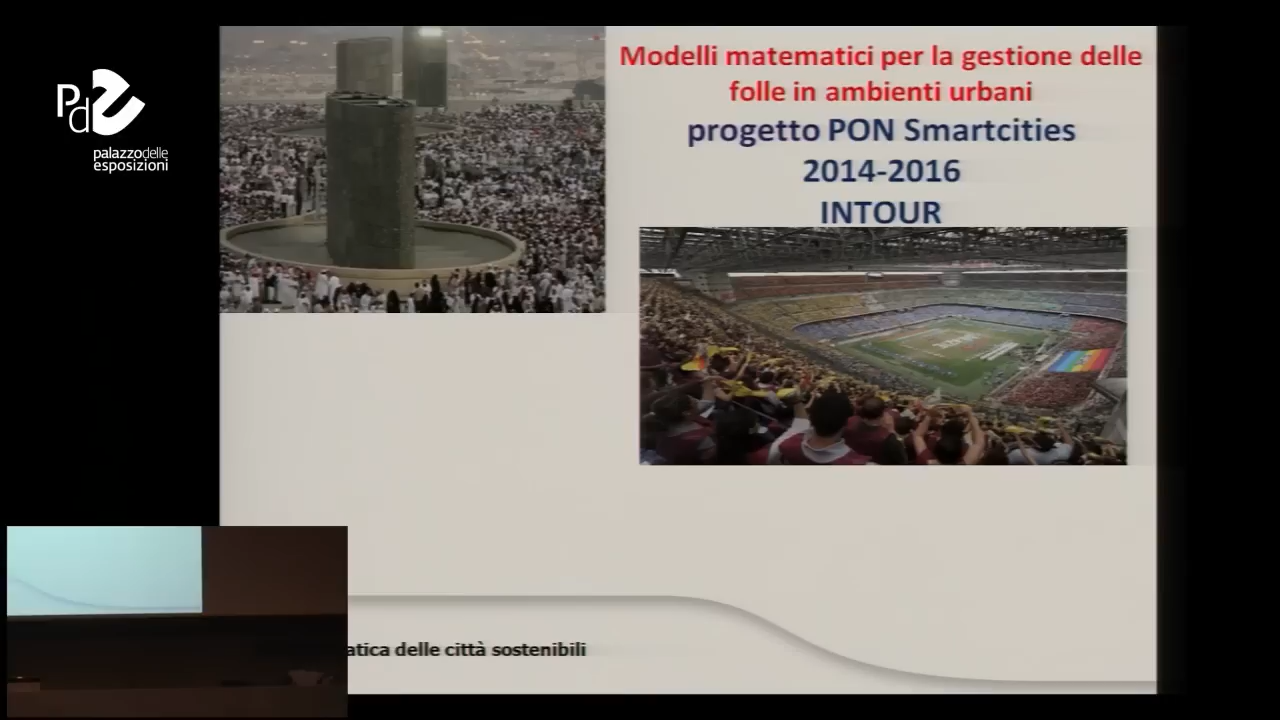 Pd
palazzodelle
esposizioni
Modelli matematici per la gestione delle
folle in ambienti urbani
progetto PON Smartcities
2014-2016
INTOUR
atica delle città sostenibili